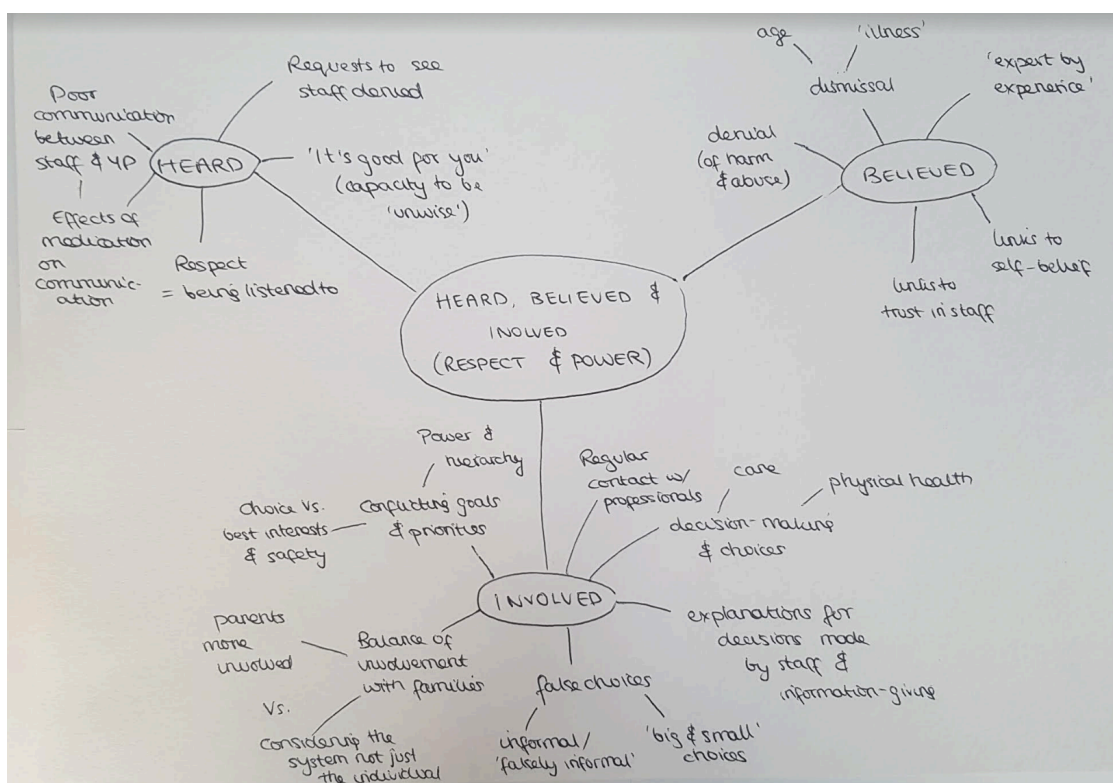 HEARD, BELIEVED &
INOLVED
(RESPECT & POWER)
HEARD
Poor
communication
between
staff & YP
Effects of
medication
on
communic-
ation
Requests to see
staff denied
'It's good for you'
(capacity to be
'unwise')
Respect
= being listened to
BELIEVED
denial
(of harm
& abuse)
dismissal
age
'illness'
'expert by
experience'
links to
self-belief
links to
trust in staff
INVOLVED
Conflicting goals
& priorities
Power &
hierarchy
choice vs.
best interests
& safety
Regular
contact w/
professionals
decision-making
& choices
care
physical health
explanations for
decisions made
by staff &
information-giving
false choices
informal/
'falsely informal'
'big & small'
choices
Balance of
involvement
with families
parents
more
involved
Vs.
considering the
system not just
the individual